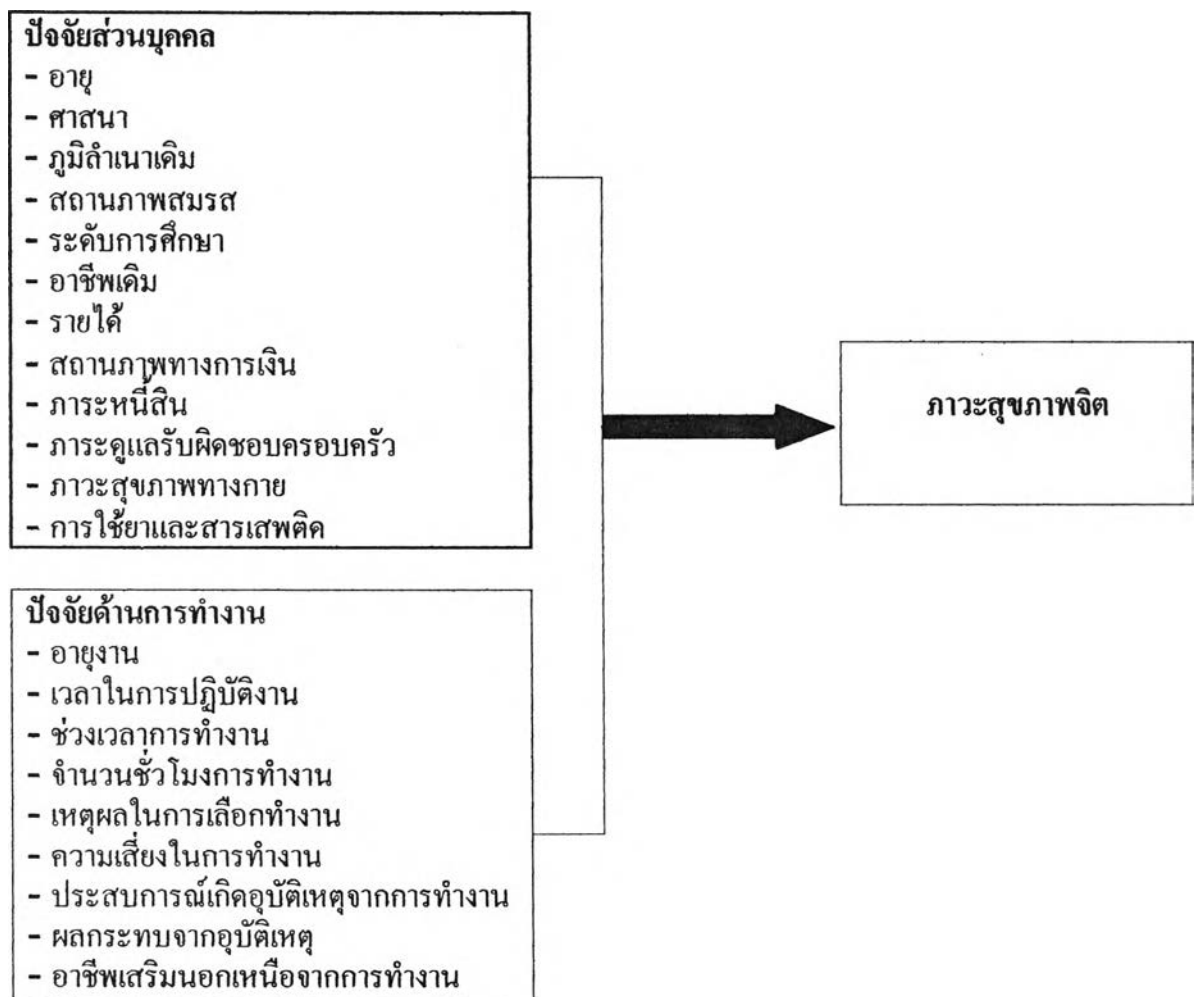 ปัจจัยส่วนบุคคล
- อายุ
- ศาสนา
- ภูมิลำเนาเดิม
- สถานภาพสมรส
- ระดับการศึกษา
- อาชีพเดิม
- รายได้
- สถานภาพทางการเงิน
- ภาระหนี้สิน
- ภาระดูแลรับผิดชอบครอบครัว
- ภาวะสุขภาพทางกาย
- การใช้ยาและสารเสพติด
ภาวะสุขภาพจิต
ปัจจัยด้านการทำงาน
- อายุงาน
- เวลาในการปฏิบัติงาน
- ช่วงเวลาการทำงาน
- จำนวนชั่วโมงการทำงาน
- เหตุผลในการเลือกทำงาน
- ความเสี่ยงในการทำงาน
- ประสบการณ์เกิดอุบัติเหตุจากการทำงาน
- ผลกระทบจากอุบัติเหตุ
- อาชีพเสริมนอกเหนือจากการทำงาน